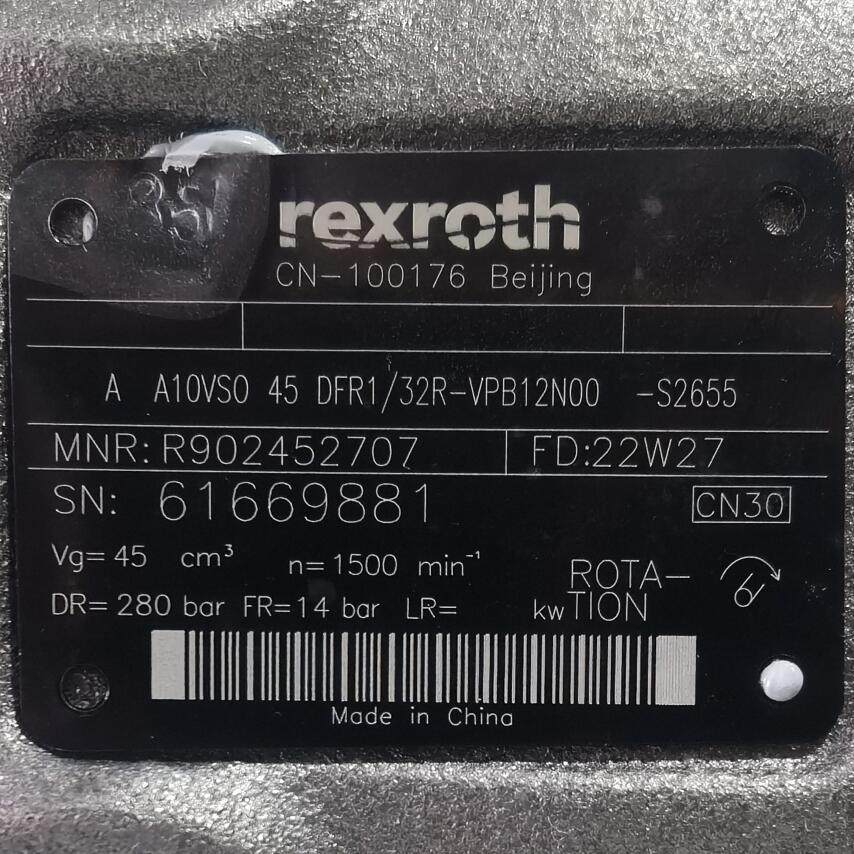 951
rexroth
CN-100176 Beijing
A A10VSO 45 DFR1/32R-VPB12N00 -S2655
MNR: R902452707 FD:22W27
SN: 61669881 CN30
Vg= 45 cm³ n= 1500 min⁻¹
DR= 280 bar FR= 14 bar LR= kw
ROTA-
TION
Made in China